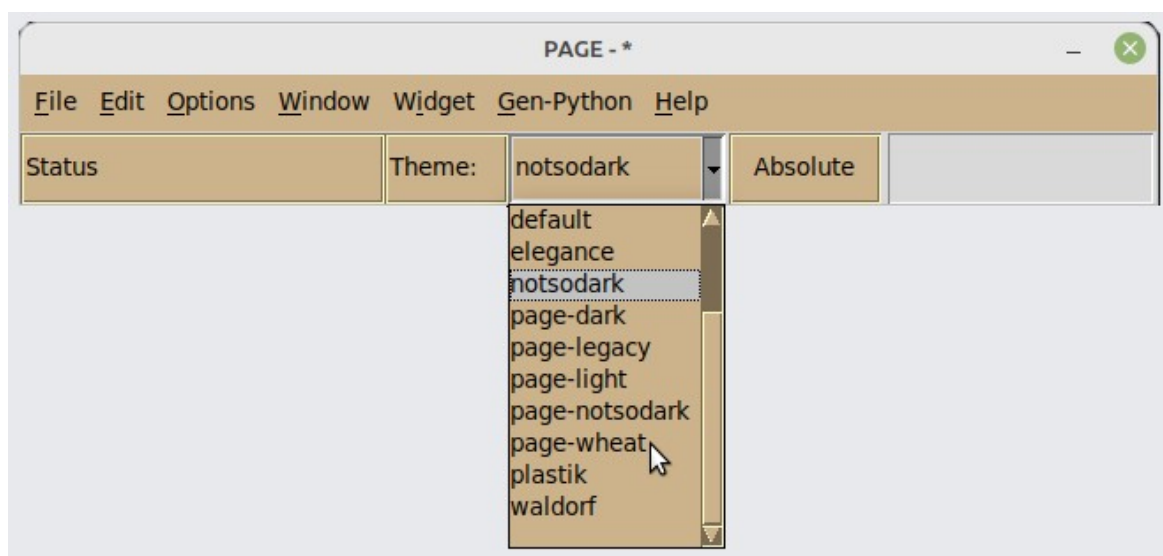 PAGE - *
File Edit Options Window Widget Gen-Python Help
Status Theme: notsodark Absolute
default
elegance
notsodark
page-dark
page-legacy
page-light
page-notsodark
page-wheat
plastik
waldorf